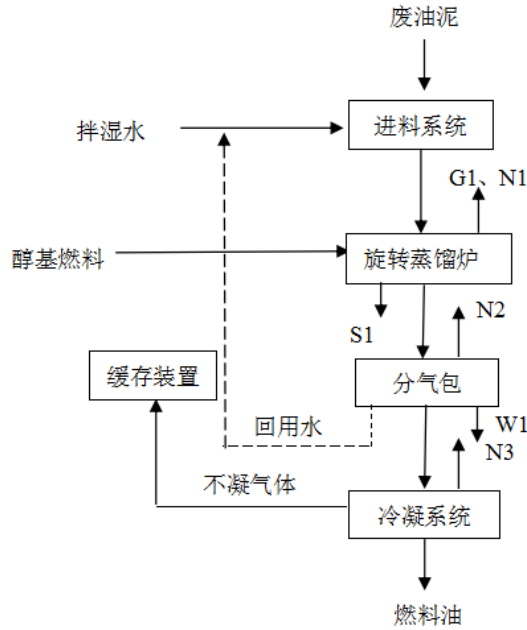 废油泥
拌湿水
进料系统
G1、N1
醇基燃料
旋转蒸馏炉
S1
N2
缓存装置
分气包
回用水
W1
N3
不凝气体
冷凝系统
燃料油